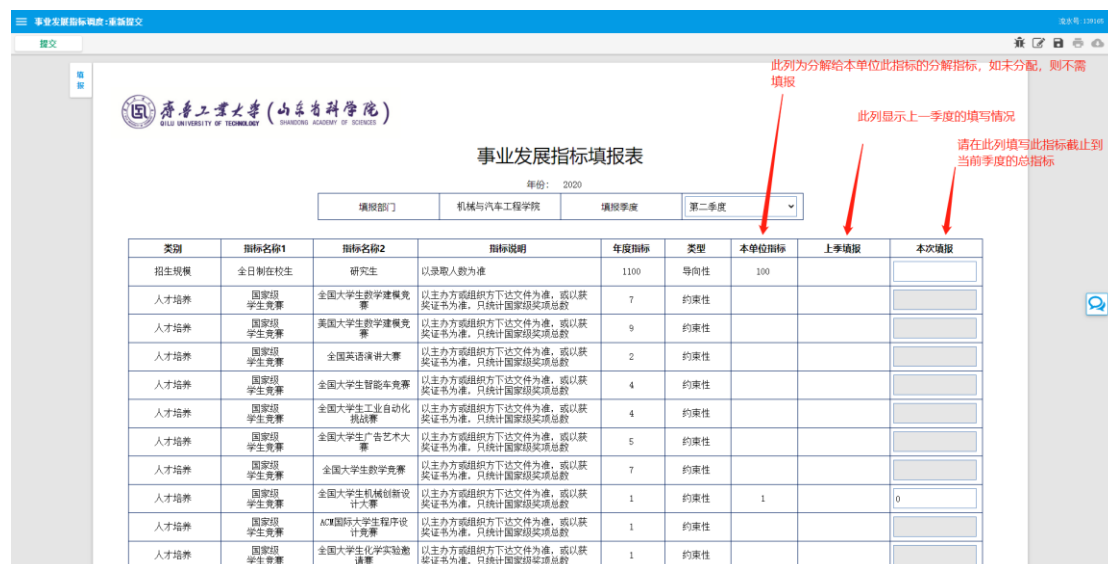 事业发展指标调度:重新提交
流水号:139165
提交
填报
此列为分解给本单位此指标的分解指标, 如未分配, 则不需
填报
此列显示上一季度的填写情况
请在此列填写此指标截止到
当前季度的总指标
齐鲁工业大学(山东省科学院)
QILU UNIVERSITY OF TECHNOLOGY ( SHANDONG ACADEMY OF SCIENCES )
事业发展指标填报表
年份: 2020
填报部门 机械与汽车工程学院 填报季度 第二季度
类别 指标名称1 指标名称2 指标说明 年度指标 类型 本单位指标 上季填报 本次填报
招生规模 全日制在校生 研究生 以录取人数为准 1100 导向性 100
人才培养 国家级学生竞赛 全国大学生数学建模竞赛 以主办方或组织方下达文件为准, 或以获奖证书为准, 只统计国家级奖项总数 7 约束性
人才培养 国家级学生竞赛 美国大学生数学建模竞赛 以主办方或组织方下达文件为准, 或以获奖证书为准, 只统计国家级奖项总数 9 约束性
人才培养 国家级学生竞赛 全国英语演讲大赛 以主办方或组织方下达文件为准, 或以获奖证书为准, 只统计国家级奖项总数 2 约束性
人才培养 国家级学生竞赛 全国大学生智能车竞赛 以主办方或组织方下达文件为准, 或以获奖证书为准, 只统计国家级奖项总数 4 约束性
人才培养 国家级学生竞赛 全国大学生工业自动化挑战赛 以主办方或组织方下达文件为准, 或以获奖证书为准, 只统计国家级奖项总数 4 约束性
人才培养 国家级学生竞赛 全国大学生广告艺术大赛 以主办方或组织方下达文件为准, 或以获奖证书为准, 只统计国家级奖项总数 5 约束性
人才培养 国家级学生竞赛 全国大学生数学竞赛 以主办方或组织方下达文件为准, 或以获奖证书为准, 只统计国家级奖项总数 7 约束性
人才培养 国家级学生竞赛 全国大学生机械创新设计大赛 以主办方或组织方下达文件为准, 或以获奖证书为准, 只统计国家级奖项总数 1 约束性 1 0
人才培养 国家级学生竞赛 ACM国际大学生程序设计竞赛 以主办方或组织方下达文件为准, 或以获奖证书为准, 只统计国家级奖项总数 1 约束性
人才培养 国家级学生竞赛 全国大学生化学实验邀请赛 以主办方或组织方下达文件为准, 或以获奖证书为准, 只统计国家级奖项总数 1 约束性